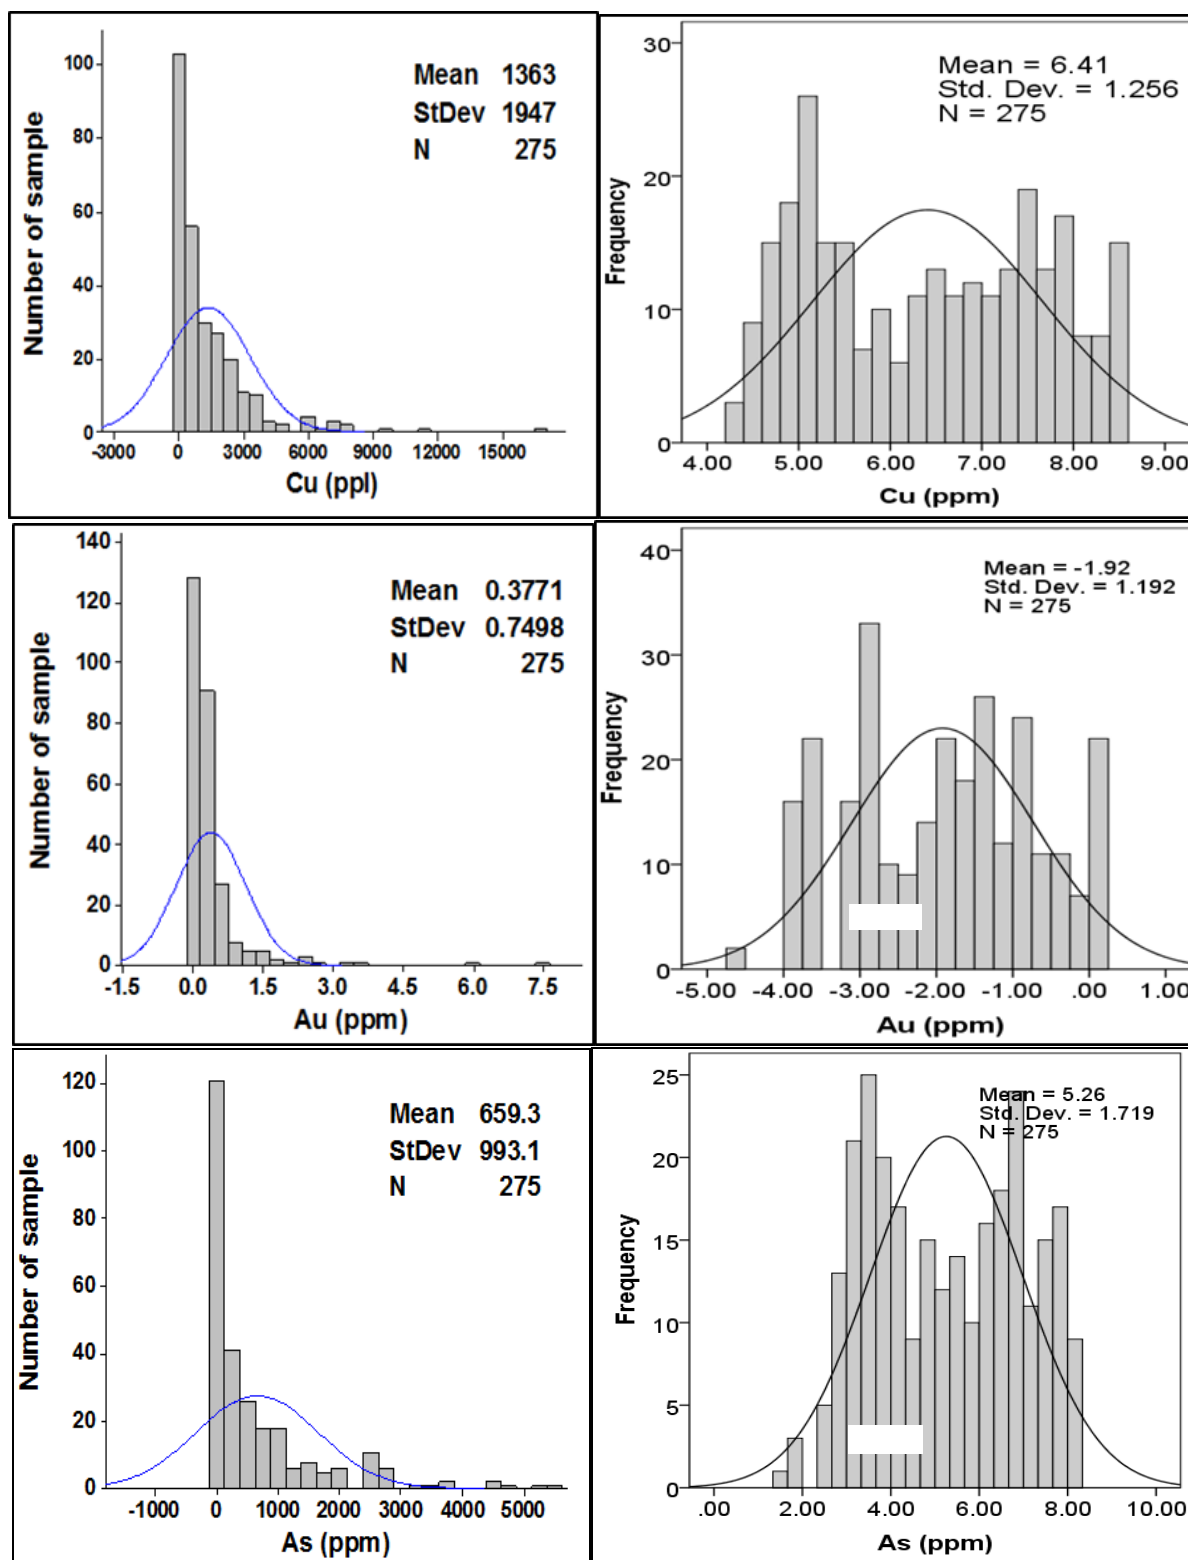 Number of sample
100
80
60
40
20
0
Mean 1363
StDev 1947
N 275
-3000 0 3000 6000 9000 12000 15000
Cu (ppl)
Frequency
30
20
10
0
Mean = 6.41
Std. Dev. = 1.256
N = 275
4.00 5.00 6.00 7.00 8.00 9.00
Cu (ppm)
Number of sample
140
120
100
80
60
40
20
0
Mean 0.3771
StDev 0.7498
N 275
-1.5 0.0 1.5 3.0 4.5 6.0 7.5
Au (ppm)
Frequency
40
30
20
10
0
Mean = -1.92
Std. Dev. = 1.192
N = 275
-5.00 -4.00 -3.00 -2.00 -1.00 .00 1.00
Au (ppm)
Number of sample
120
100
80
60
40
20
0
Mean 659.3
StDev 993.1
N 275
-1000 0 1000 2000 3000 4000 5000
As (ppm)
Frequency
25
20
15
10
5
0
Mean = 5.26
Std. Dev. = 1.719
N = 275
.00 2.00 4.00 6.00 8.00 10.00
As (ppm)